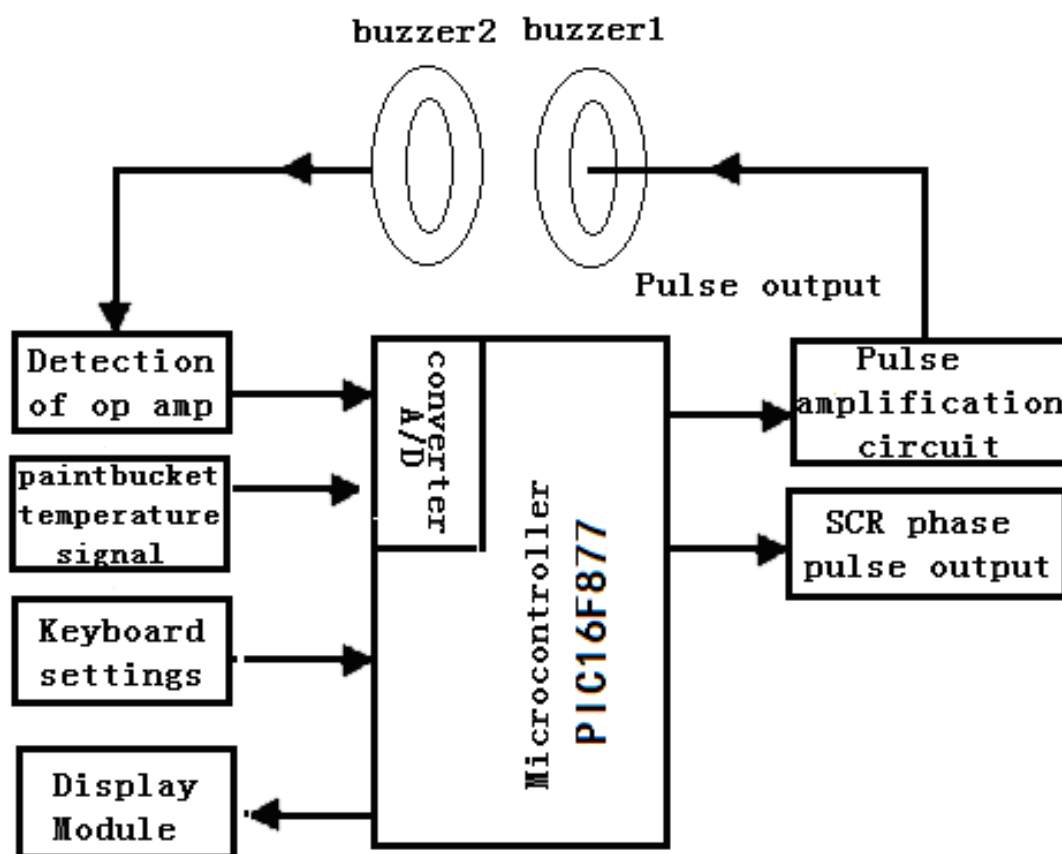 buzzer2 buzzer1
Pulse output
Detection
of op amp
converter
A/D
Pulse
amplification
circuit
paintbucket
temperature
signal
Microcontroller
PIC16F877
SCR phase
pulse output
Keyboard
settings
Display
Module